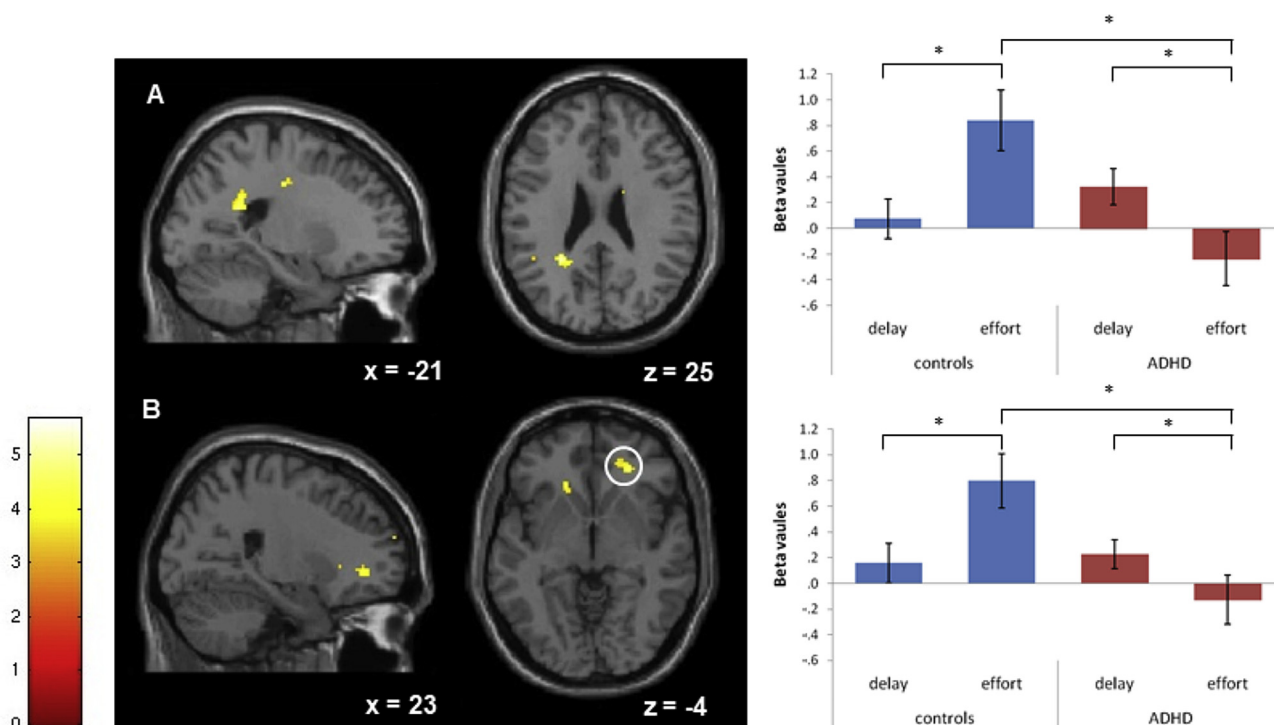 A
x = -21
z = 25
B
x = 23
z = -4
5
4
3
2
1
0
*
*
*
Beta vaules
1.2
1.0
.8
.6
.4
.2
.0
-.2
-.4
-.6
delay
effort
delay
effort
controls
ADHD
*
*
*
Beta vaules
1.2
1.0
.8
.6
.4
.2
.0
-.2
-.4
-.6
delay
effort
delay
effort
controls
ADHD